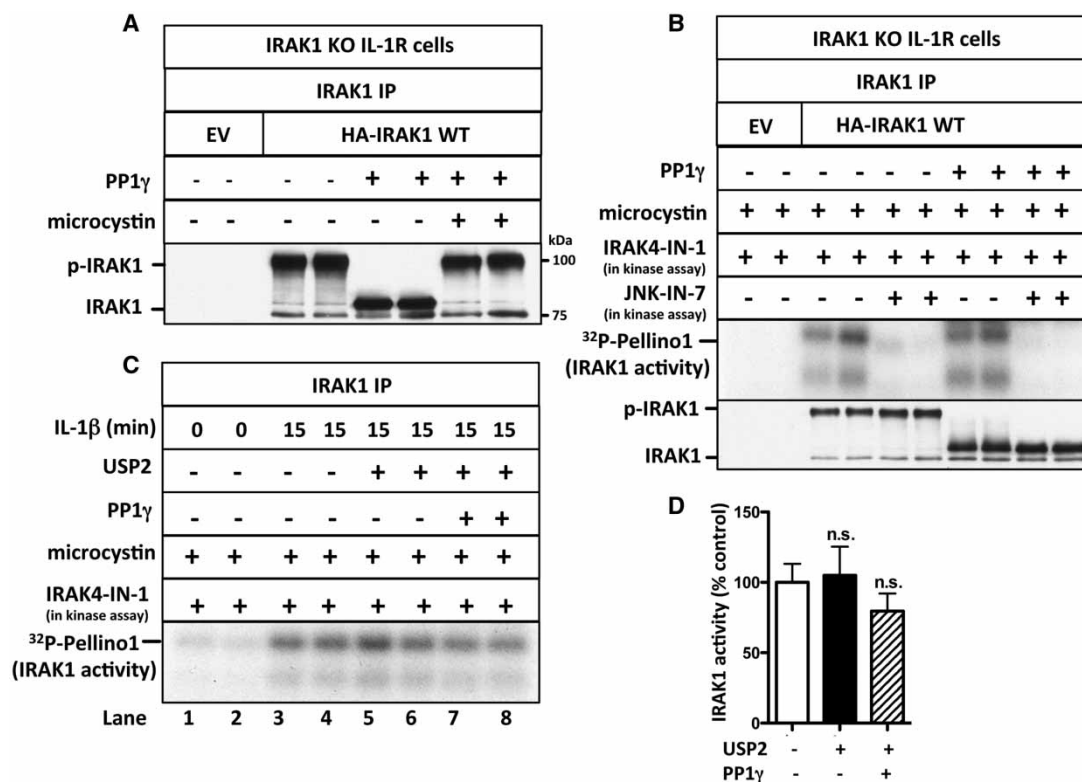 A
IRAK1 KO IL-1R cells
IRAK1 IP
EV HA-IRAK1 WT
PP1γ - - - - + + + +
microcystin - - - - - - + +
kDa
p-IRAK1 100
IRAK1 75
B
IRAK1 KO IL-1R cells
IRAK1 IP
EV HA-IRAK1 WT
PP1γ - - - - - - + + + +
microcystin + + + + + + + + + +
IRAK4-IN-1 + + + + + + + + + +
(in kinase assay)
JNK-IN-7 - - - - + + - - + +
(in kinase assay)
32P-Pellino1
(IRAK1 activity)
p-IRAK1
IRAK1
C
IRAK1 IP
IL-1β (min) 0 0 15 15 15 15 15 15
USP2 - - - - + + + +
PP1γ - - - - - - + +
microcystin + + + + + + + +
IRAK4-IN-1 + + + + + + + +
(in kinase assay)
32P-Pellino1
(IRAK1 activity)
Lane 1 2 3 4 5 6 7 8
D
IRAK1 activity (% control)
150
100
50
0
n.s.
n.s.
USP2 - + +
PP1γ - - +